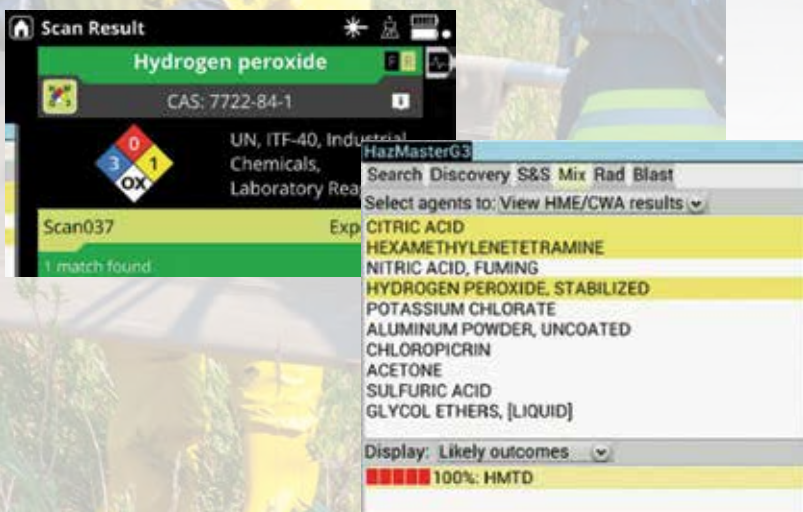 Scan Result
Hydrogen peroxide
F R
CAS: 7722-84-1
0
3 1
OX
UN, ITF-40, Industrial
Chemicals,
Laboratory Rea
Scan037 Exp
1 match found
HazMasterG3
Search Discovery S&S Mix Rad Blast
Select agents to: View HME/CWA results
CITRIC ACID
HEXAMETHYLENETETRAMINE
NITRIC ACID, FUMING
HYDROGEN PEROXIDE, STABILIZED
POTASSIUM CHLORATE
ALUMINUM POWDER, UNCOATED
CHLOROPICRIN
ACETONE
SULFURIC ACID
GLYCOL ETHERS, [LIQUID]
Display: Likely outcomes
100%: HMTD